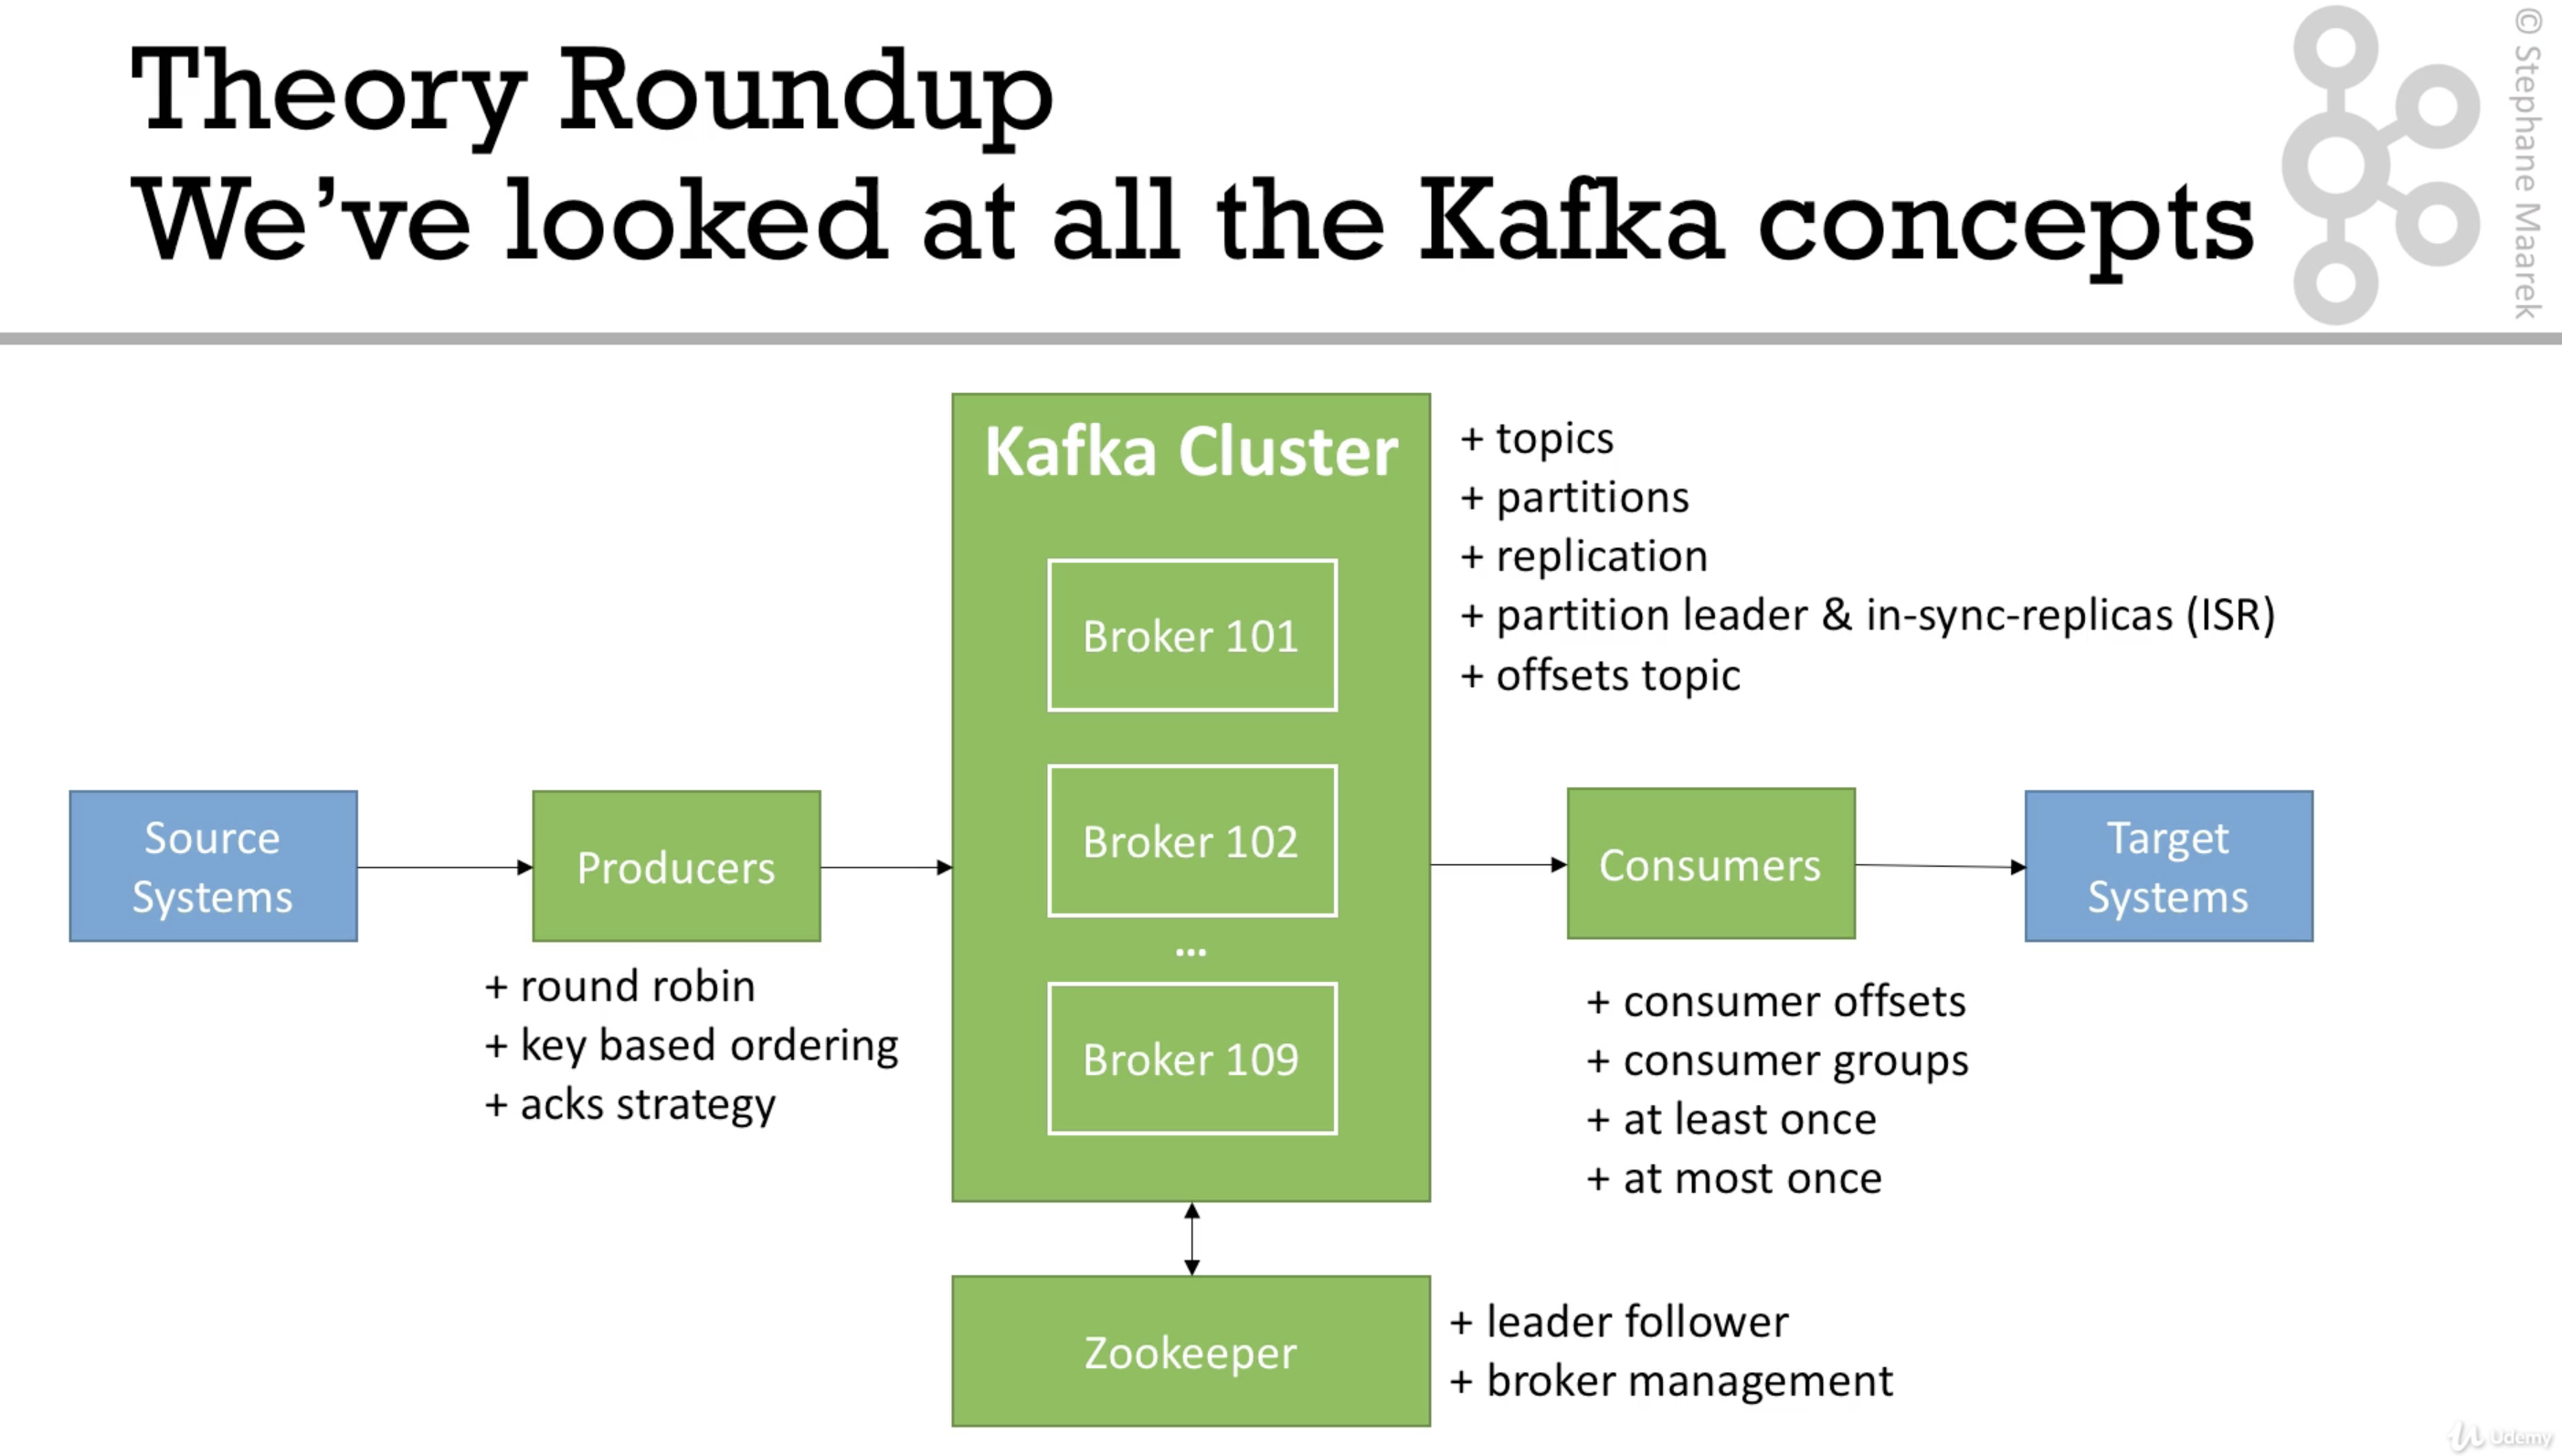 Theory Roundup
We’ve looked at all the Kafka concepts
© Stephane Maarek
Kafka Cluster
Broker 101
Broker 102
...
Broker 109
+ topics
+ partitions
+ replication
+ partition leader & in-sync-replicas (ISR)
+ offsets topic
Source
Systems
Producers
+ round robin
+ key based ordering
+ acks strategy
Consumers
+ consumer offsets
+ consumer groups
+ at least once
+ at most once
Target
Systems
Zookeeper
+ leader follower
+ broker management
Udemy